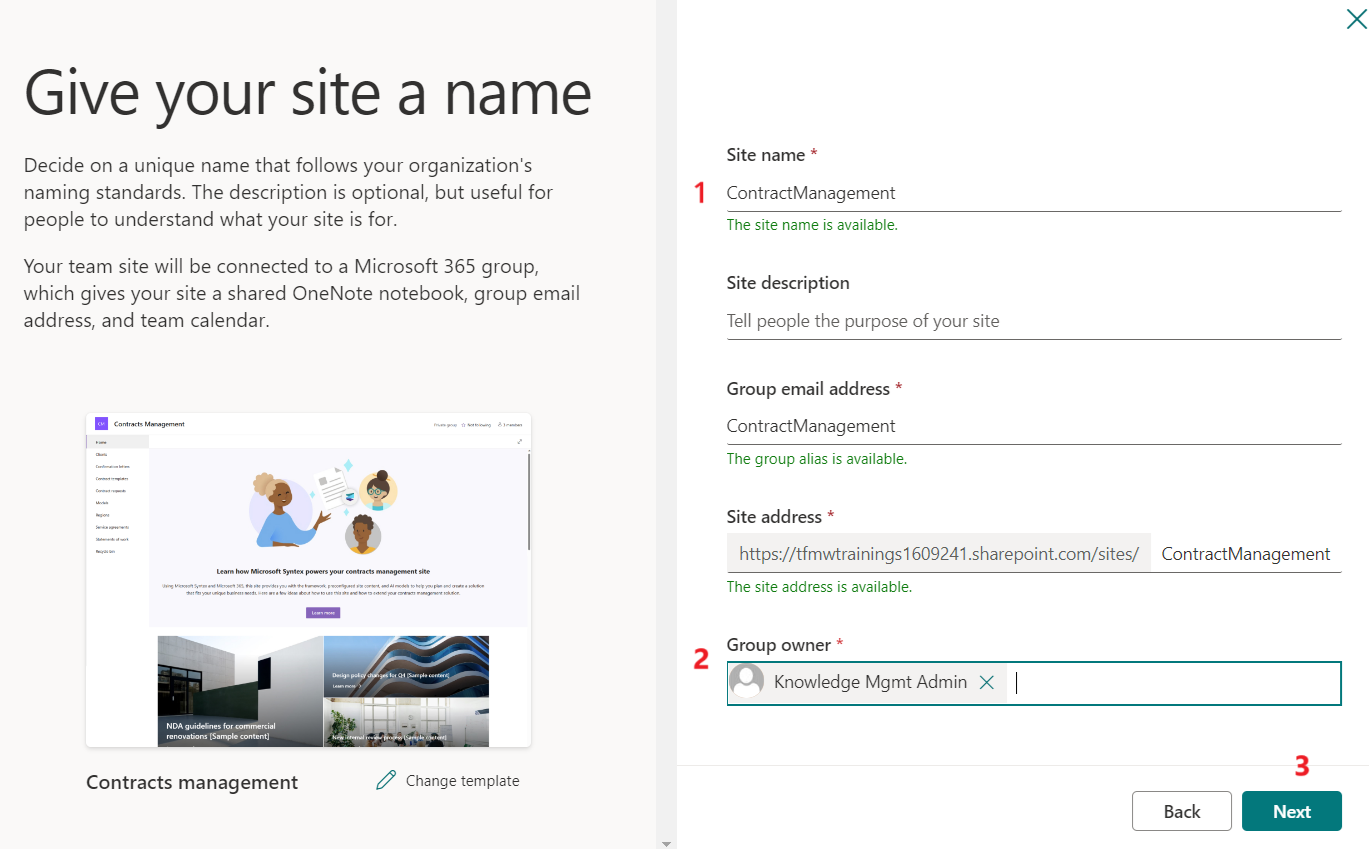 Give your site a name
Decide on a unique name that follows your organization's
naming standards. The description is optional, but useful for
people to understand what your site is for.
Your team site will be connected to a Microsoft 365 group,
which gives your site a shared OneNote notebook, group email
address, and team calendar.
CM Contracts Management
Private group Not following 3 members
Home
Clients
Confirmation letters
Contract templates
Contract requests
Models
Regions
Service agreements
Statements of work
Recycle bin
Learn how Microsoft Syntex powers your contracts management site
Using Microsoft Syntex and Microsoft 365, this site provides you with the framework, preconfigured site content, and AI models to help you plan and create a solution
that fits your unique business needs. Here are a few ideas about how to use this site and how to extend your contracts management solution.
Learn more
NDA guidelines for commercial
renovations [Sample content]
Design policy changes for Q4 [Sample content]
Learn more
New internal review process [Sample content]
Contracts management
Change template
Site name *
1
ContractManagement
The site name is available.
Site description
Tell people the purpose of your site
Group email address *
ContractManagement
The group alias is available.
Site address *
https://tfmwtrainings1609241.sharepoint.com/sites/ ContractManagement
The site address is available.
Group owner *
2
Knowledge Mgmt Admin
3
Back
Next